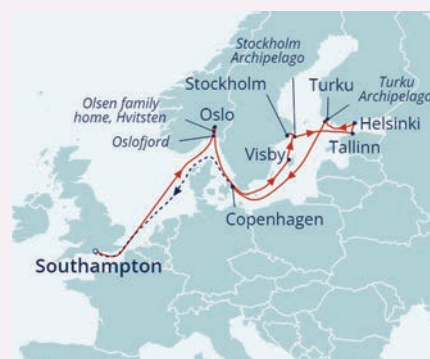 Stockholm
Archipelago
Stockholm
Turku
Turku
Archipelago
Olsen family
home, Hvitsten
Oslo
Oslofjord
Helsinki
Visby
Tallinn
Copenhagen
Southampton